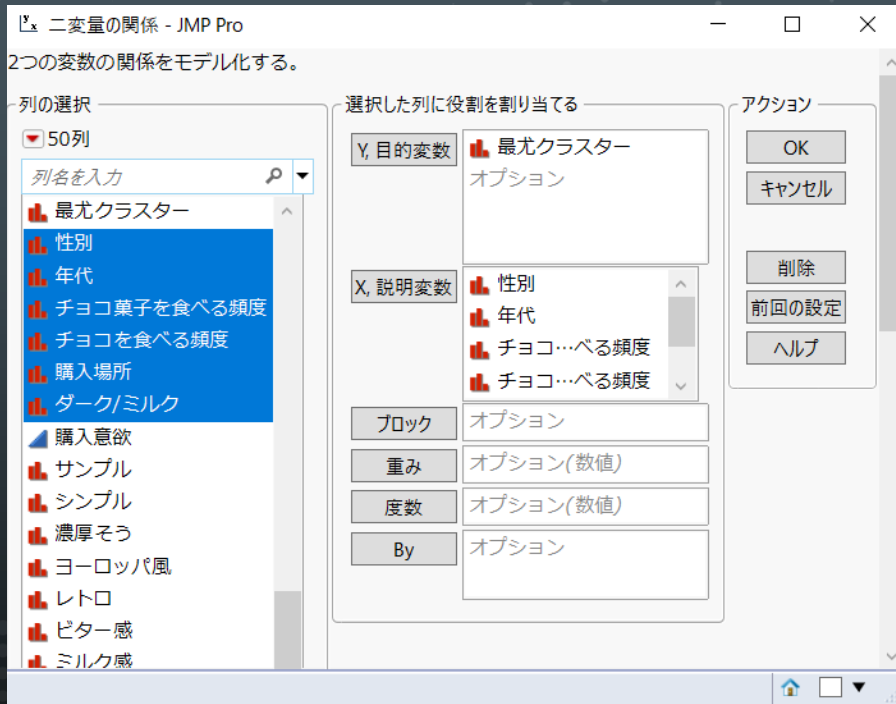 二変量の関係 - JMP Pro
2つの変数の関係をモデル化する。
列の選択
50列
列名を入力
最尤クラスター
性別
年代
チョコ菓子を食べる頻度
チョコを食べる頻度
購入場所
ダーク/ミルク
購入意欲
サンプル
シンプル
濃厚そう
ヨーロッパ風
レトロ
ビター感
ミルク感
選択した列に役割を割り当てる
Y, 目的変数
最尤クラスター
オプション
X, 説明変数
性別
年代
チョコ…べる頻度
チョコ…べる頻度
ブロック
オプション
重み
オプション(数値)
度数
オプション(数値)
By
オプション
アクション
OK
キャンセル
削除
前回の設定
ヘルプ